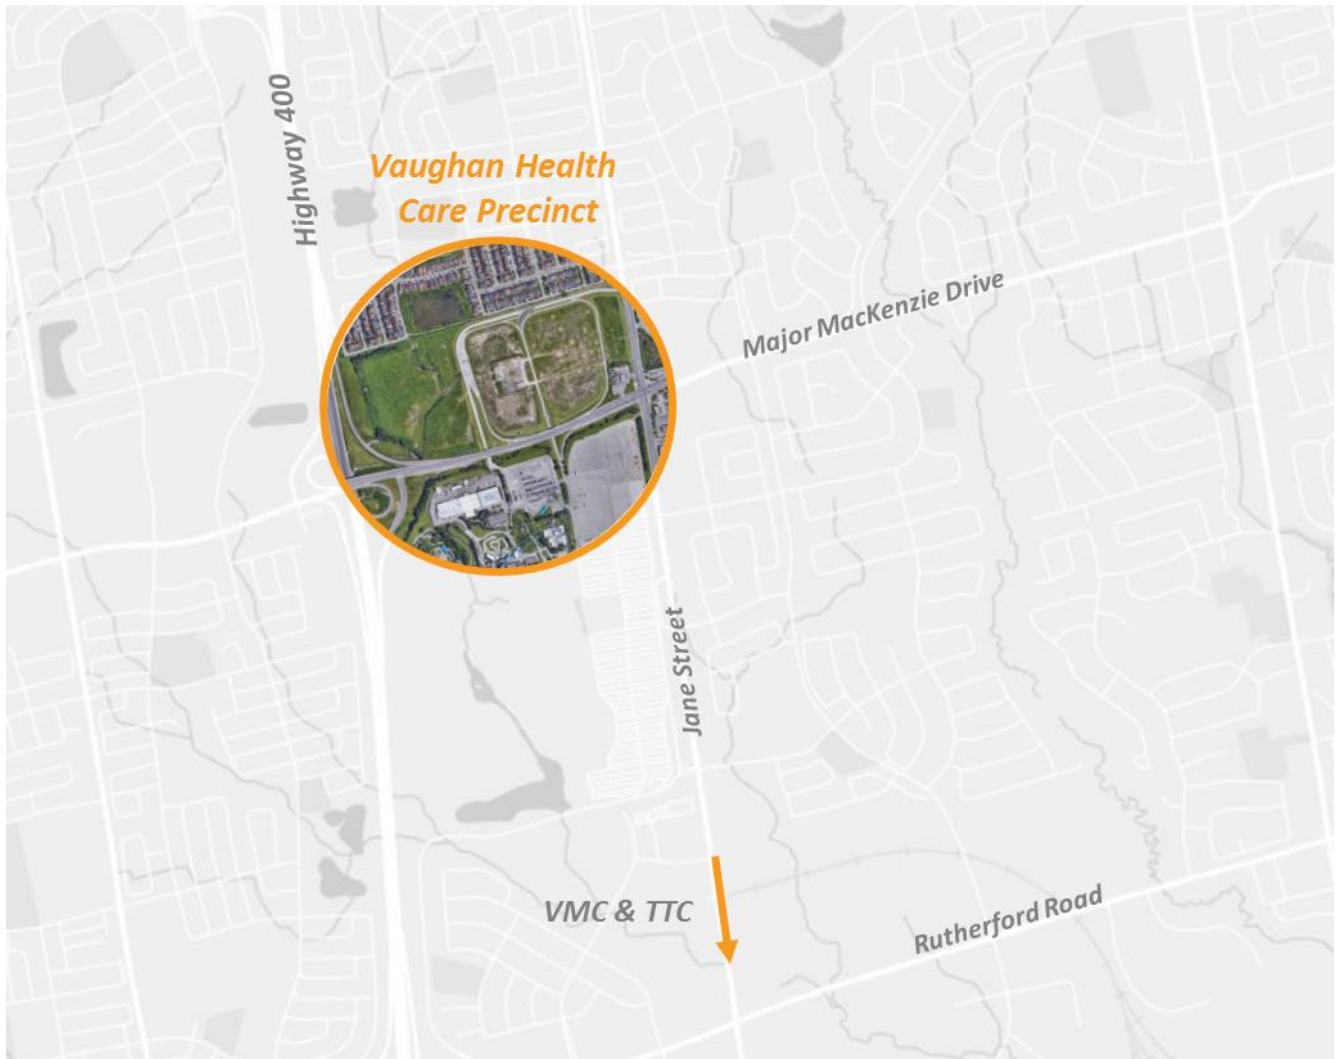 Highway 400
Vaughan Health
Care Precinct
Major MacKenzie Drive
Jane Street
VMC & TTC
Rutherford Road